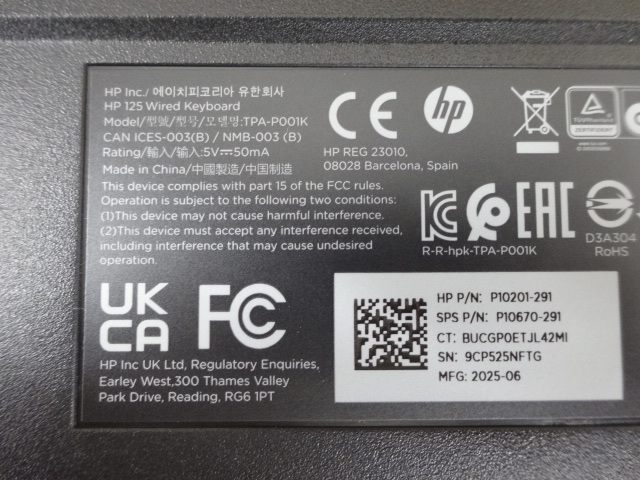 HP Inc./ 에이치피코리아 유한회사
HP 125 Wired Keyboard
Model/型號/型号/모델명:TPA-P001K
CAN ICES-003(B) / NMB-003 (B)
Rating/輸入/输入:5V⎓50mA
Made in China/中國製造/中国制造
This device complies with part 15 of the FCC rules.
Operation is subject to the following two conditions:
(1)This device may not cause harmful interference.
(2)This device must accept any interference received,
including interference that may cause undesired
operation.
CE
hp
HP REG 23010,
08028 Barcelona, Spain
TÜVRheinland
CERTIFIED
EAC
R-R-hpk-TPA-P001K
D3A304
RoHS
UK
CA
FC
HP Inc UK Ltd, Regulatory Enquiries,
Earley West,300 Thames Valley
Park Drive, Reading, RG6 1PT
HP P/N: P10201-291
SPS P/N: P10670-291
CT: BUCGP0ETJL42MI
SN: 9CP525NFTG
MFG: 2025-06